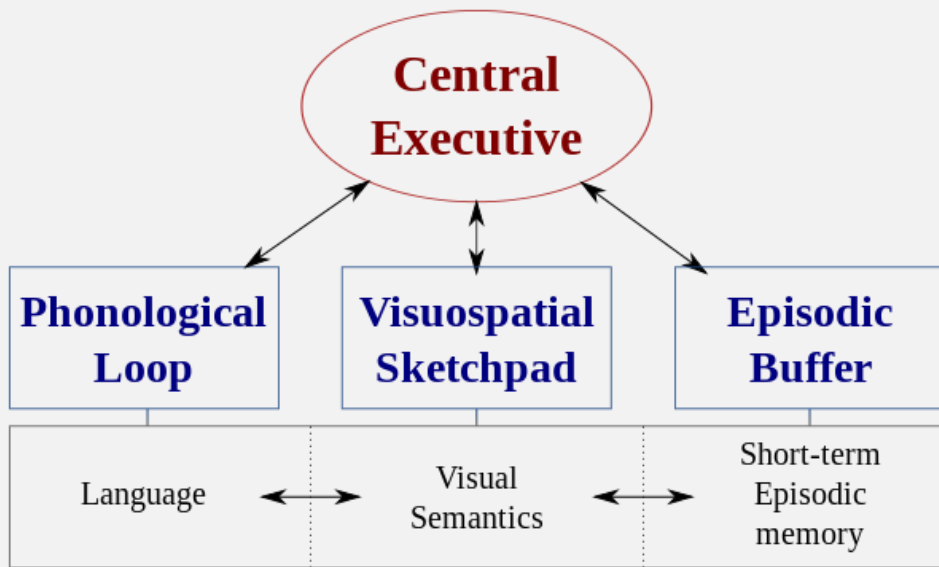 Central
Executive
Phonological
Loop
Visuospatial
Sketchpad
Episodic
Buffer
Language
Visual
Semantics
Short-term
Episodic
memory